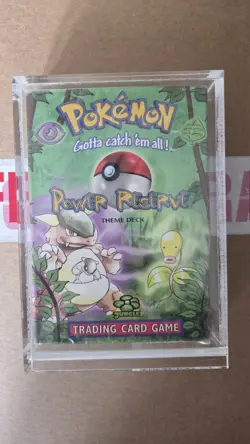 POKéMON
Gotta catch 'em all!
Power Reserve
THEME DECK
JUNGLE
TRADING CARD GAME